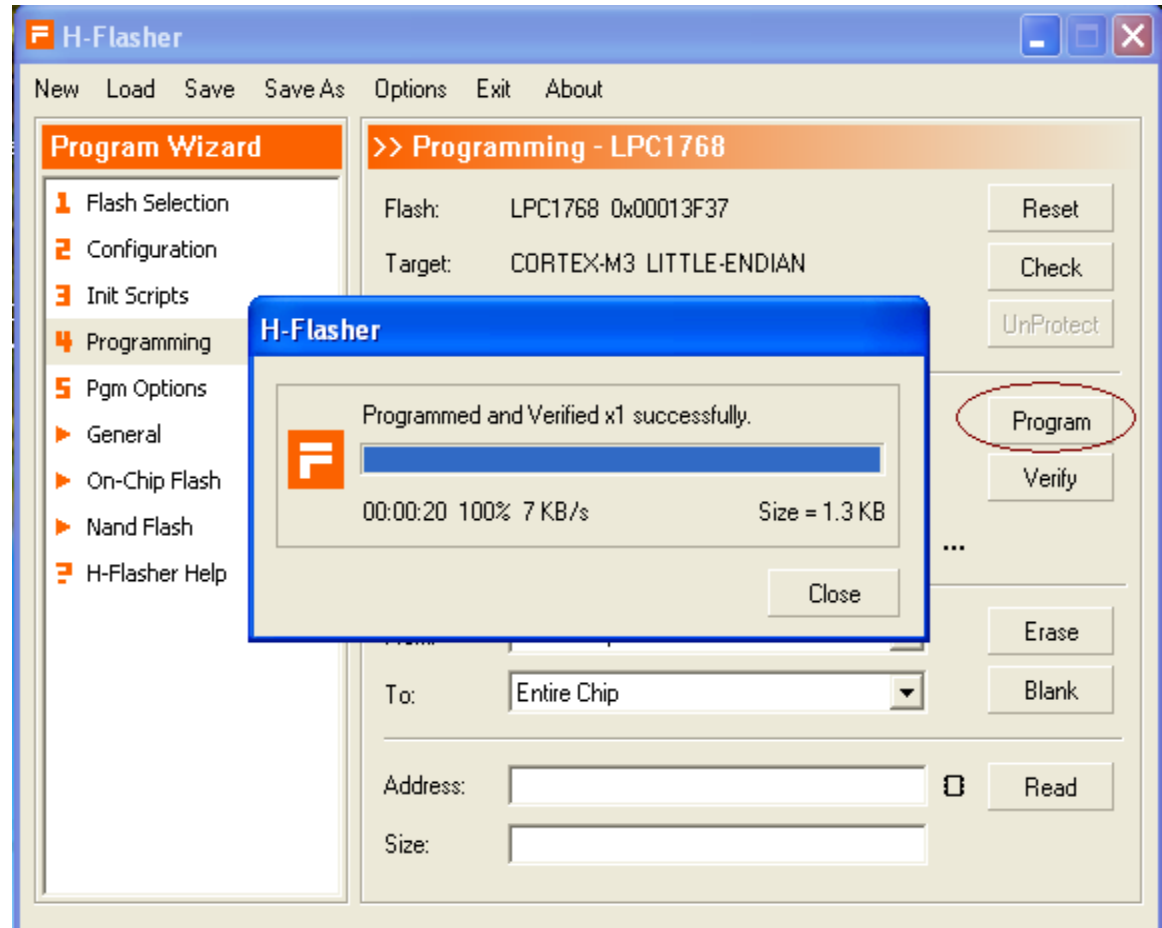 H-Flasher
New Load Save Save As Options Exit About
Program Wizard
1 Flash Selection
2 Configuration
3 Init Scripts
4 Programming
5 Pgm Options
General
On-Chip Flash
Nand Flash
? H-Flasher Help
>> Programming - LPC1768
Flash: LPC1768 0x00013F37
Reset
Target: CORTEX-M3 LITTLE-ENDIAN
Check
UnProtect
H-Flasher
Programmed and Verified x1 successfully.
00:00:20 100% 7 KB/s Size = 1.3 KB
Close
Program
Verify
...
Erase
To: Entire Chip
Blank
Address:
Read
Size: